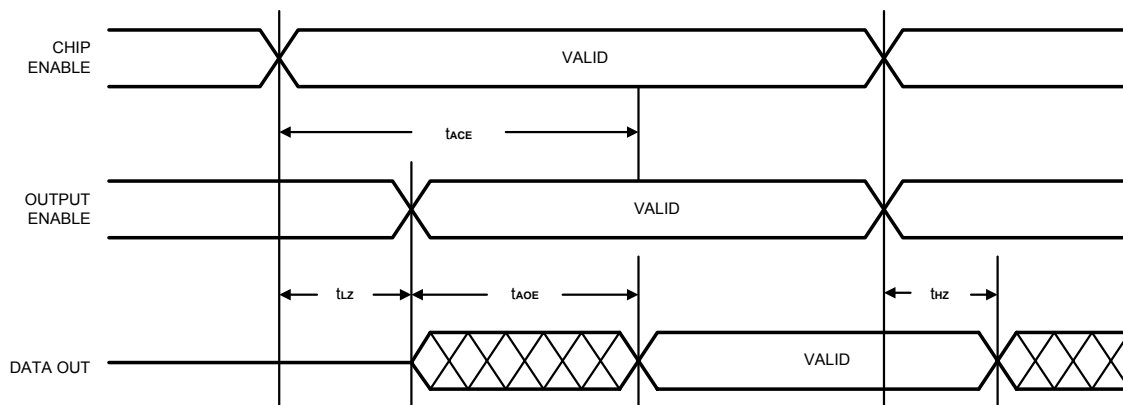 CHIP
ENABLE
VALID
tACE
OUTPUT
ENABLE
VALID
tLZ
tAOE
tHZ
DATA OUT
VALID